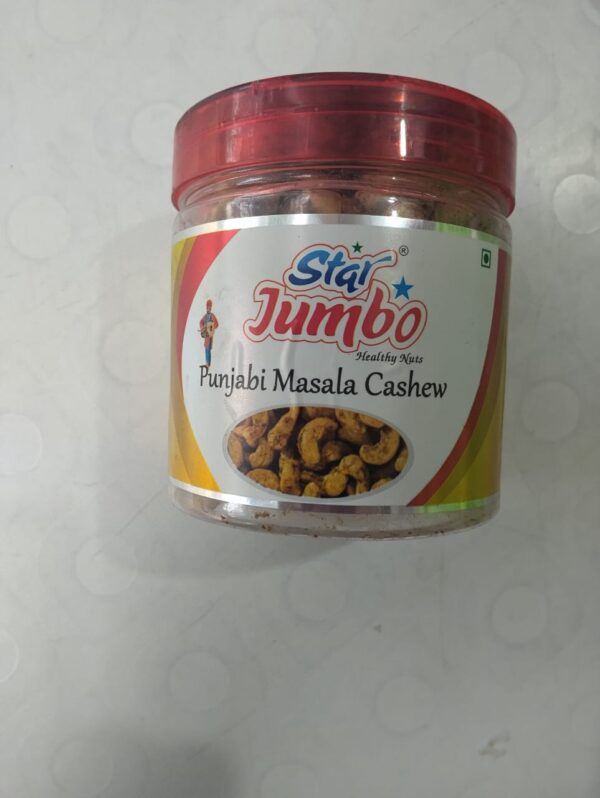 Star
®
Jumbo
Healthy Nuts
Punjabi Masala Cashew